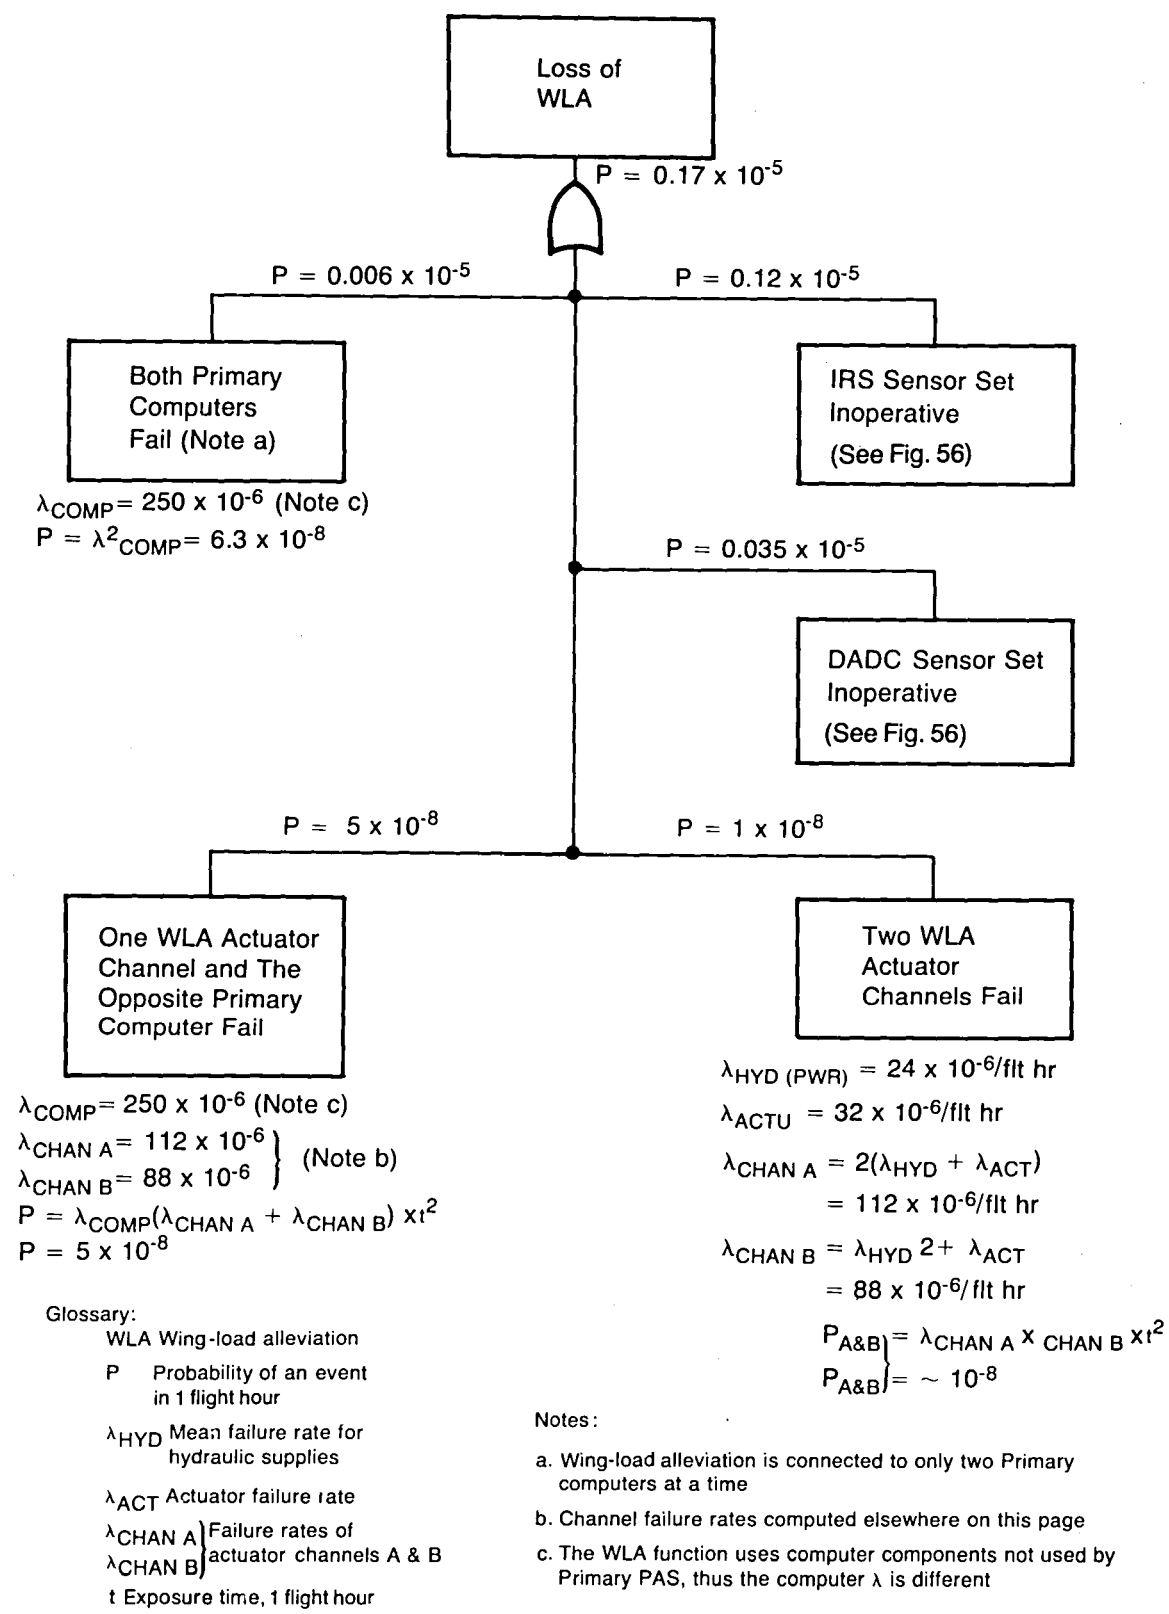 Loss of
WLA
P = 0.17 x 10⁻⁵
P = 0.006 x 10⁻⁵
P = 0.12 x 10⁻⁵
Both Primary
Computers
Fail (Note a)
IRS Sensor Set
Inoperative
(See Fig. 56)
λCOMP= 250 x 10⁻⁶ (Note c)
P = λ²COMP= 6.3 x 10⁻⁸
P = 0.035 x 10⁻⁵
DADC Sensor Set
Inoperative
(See Fig. 56)
P = 5 x 10⁻⁸
P = 1 x 10⁻⁸
One WLA Actuator
Channel and The
Opposite Primary
Computer Fail
Two WLA
Actuator
Channels Fail
λCOMP= 250 x 10⁻⁶ (Note c)
λCHAN A= 112 x 10⁻⁶
λCHAN B= 88 x 10⁻⁶
(Note b)
P = λCOMP(λCHAN A + λCHAN B) xt²
P = 5 x 10⁻⁸
λHYD (PWR) = 24 x 10⁻⁶/flt hr
λACTU = 32 x 10⁻⁶/flt hr
λCHAN A = 2(λHYD + λACT)
= 112 x 10⁻⁶/flt hr
λCHAN B = λHYD 2+ λACT
= 88 x 10⁻⁶/flt hr
PA&B = λCHAN A x CHAN B xt²
PA&B = ~ 10⁻⁸
Glossary:
WLA Wing-load alleviation
P Probability of an event
in 1 flight hour
λHYD Mean failure rate for
hydraulic supplies
λACT Actuator failure rate
λCHAN A Failure rates of
λCHAN B actuator channels A & B
t Exposure time, 1 flight hour
Notes:
a. Wing-load alleviation is connected to only two Primary
computers at a time
b. Channel failure rates computed elsewhere on this page
c. The WLA function uses computer components not used by
Primary PAS, thus the computer λ is different